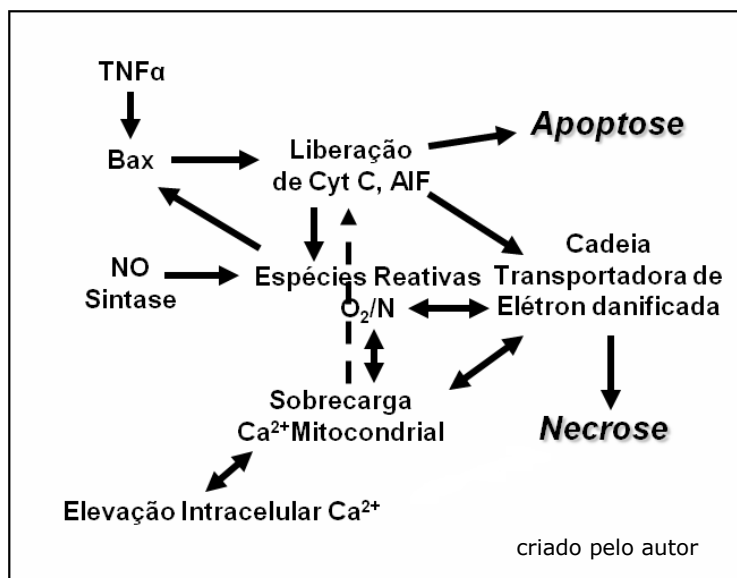 TNFα
Bax
Liberação
de Cyt C, AIF
Apoptose
NO
Sintase
Espécies Reativas
O₂/N
Cadeia
Transportadora de
Elétron danificada
Sobrecarga
Ca²⁺Mitocondrial
Necrose
Elevação Intracelular Ca²⁺
criado pelo autor